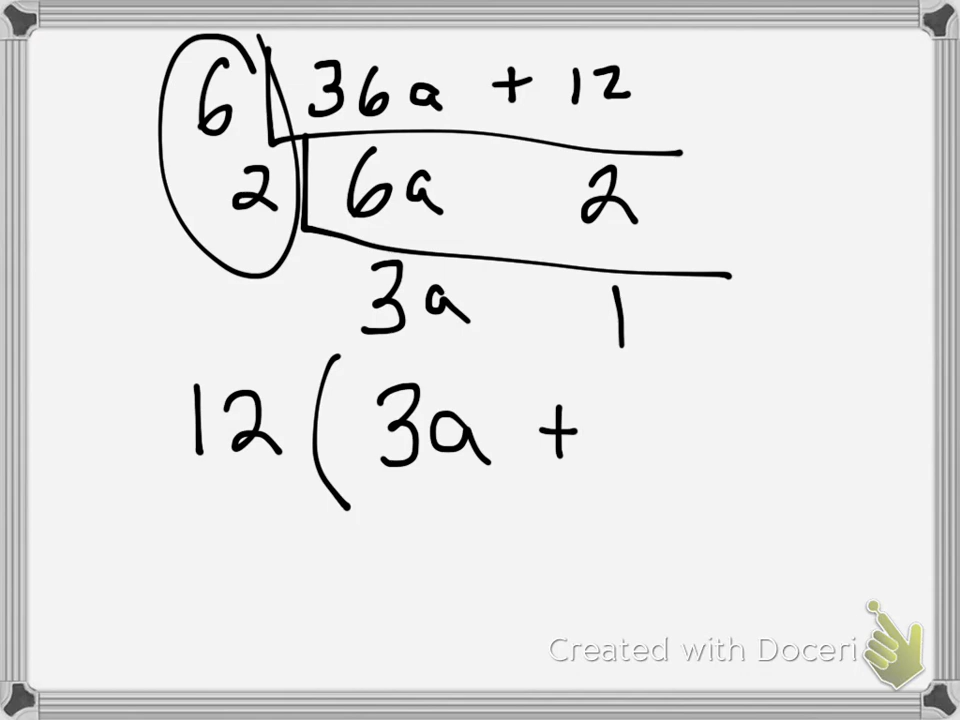 6 36a + 12
2 6a 2
3a 1
12 ( 3a +
Created with Doceri